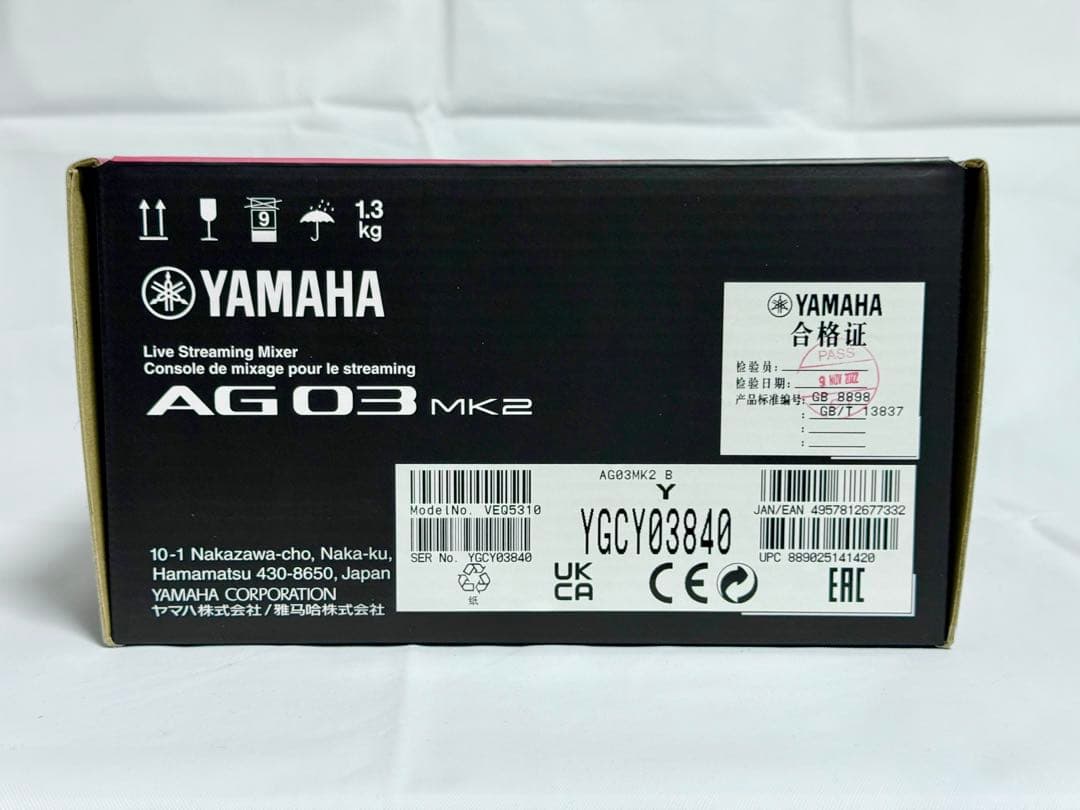 9
1.3
kg
YAMAHA
Live Streaming Mixer
Console de mixage pour le streaming
AG03 MK2
YAMAHA
合格证
PASS
检验员:
检验日期:
9 NOV 2022
产品标准编号: GB 8898
: GB/T 13837
:
:
AG03MK2 B
Y
YGCY03840
ModelNo. VEQ5310
SER No. YGCY03840
JAN/EAN 4957812677332
UPC 889025141420
纸
UK
CA
CE
EAC
10-1 Nakazawa-cho, Naka-ku,
Hamamatsu 430-8650, Japan
YAMAHA CORPORATION
ヤマハ株式会社/雅马哈株式会社